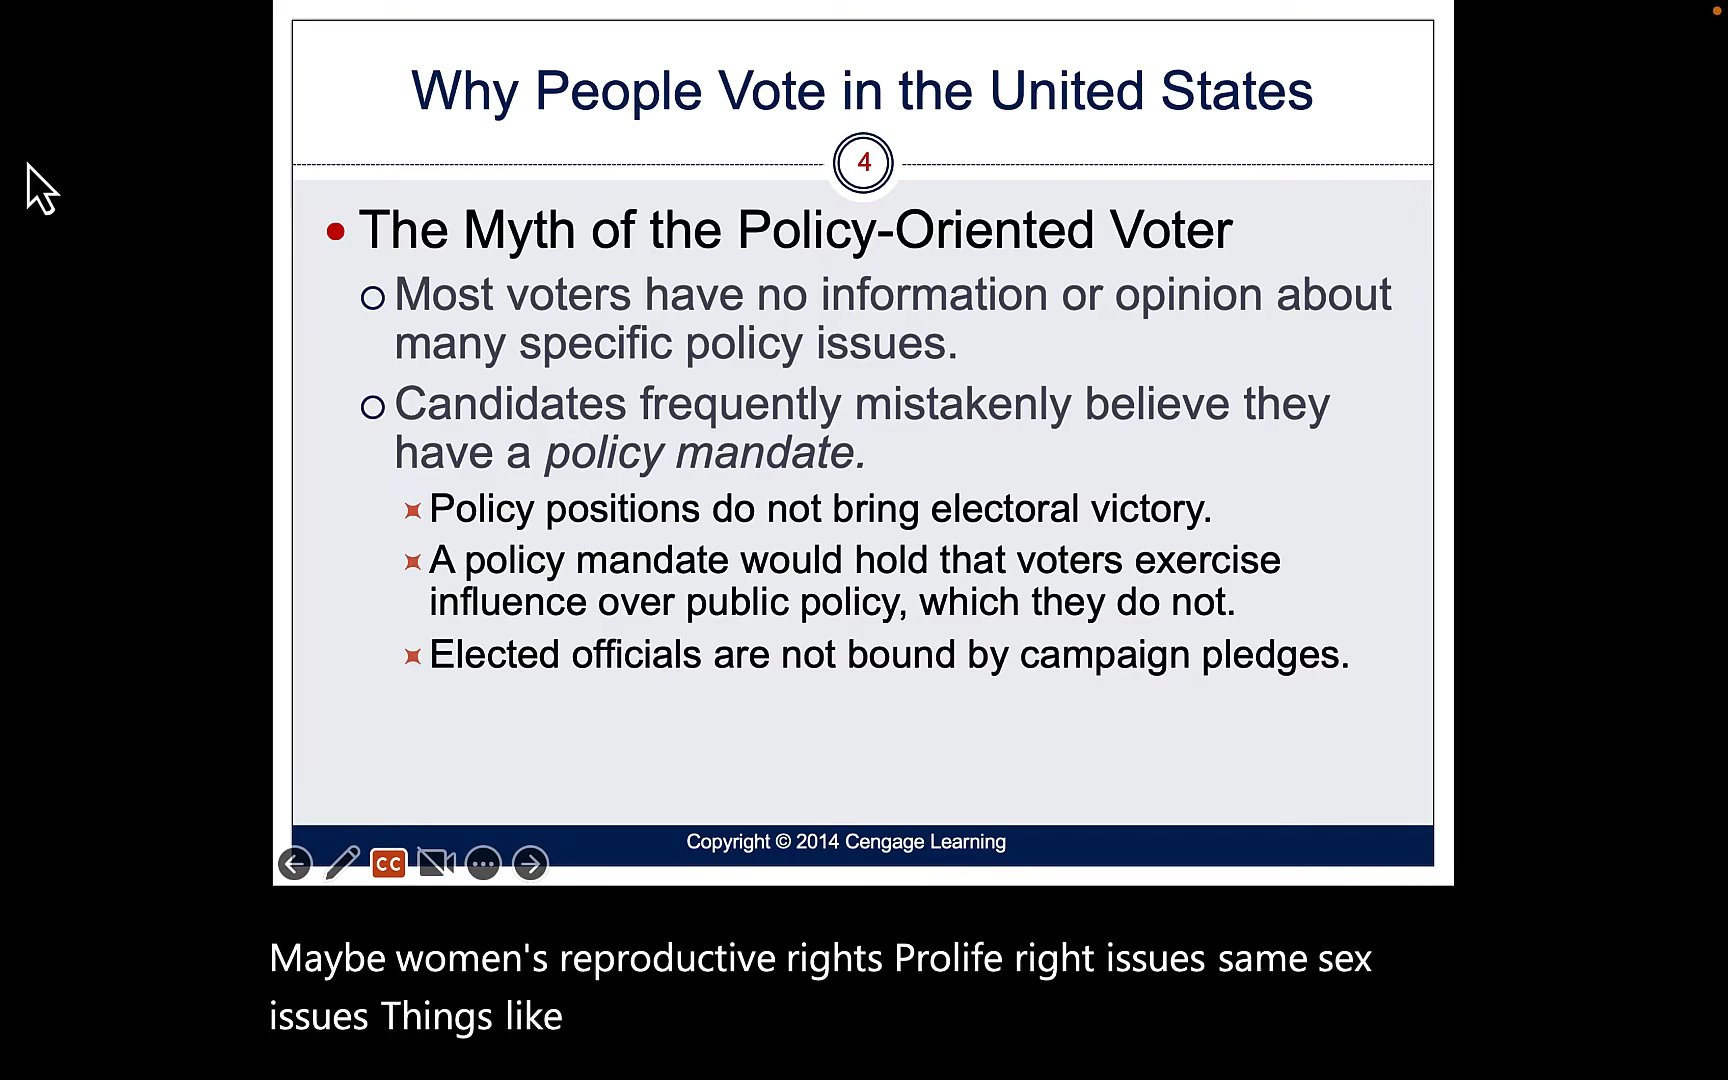 Why People Vote in the United States
4
The Myth of the Policy-Oriented Voter
Most voters have no information or opinion about
many specific policy issues.
Candidates frequently mistakenly believe they
have a policy mandate.
Policy positions do not bring electoral victory.
A policy mandate would hold that voters exercise
influence over public policy, which they do not.
Elected officials are not bound by campaign pledges.
Copyright © 2014 Cengage Learning
CC
Maybe women's reproductive rights Prolife right issues same sex
issues Things like